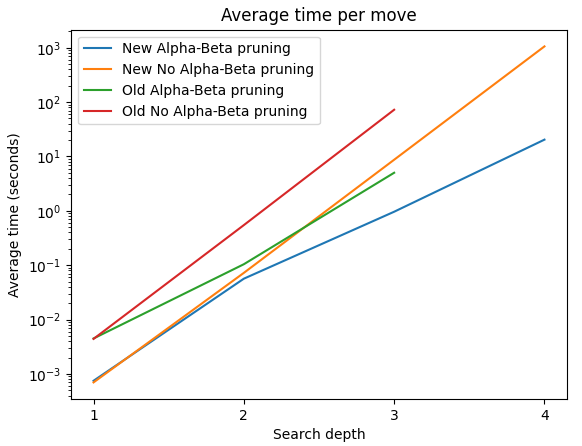 Average time per move
New Alpha-Beta pruning
New No Alpha-Beta pruning
Old Alpha-Beta pruning
Old No Alpha-Beta pruning
Average time (seconds)
10³
10²
10¹
10⁰
10⁻¹
10⁻²
10⁻³
1 2 3 4
Search depth